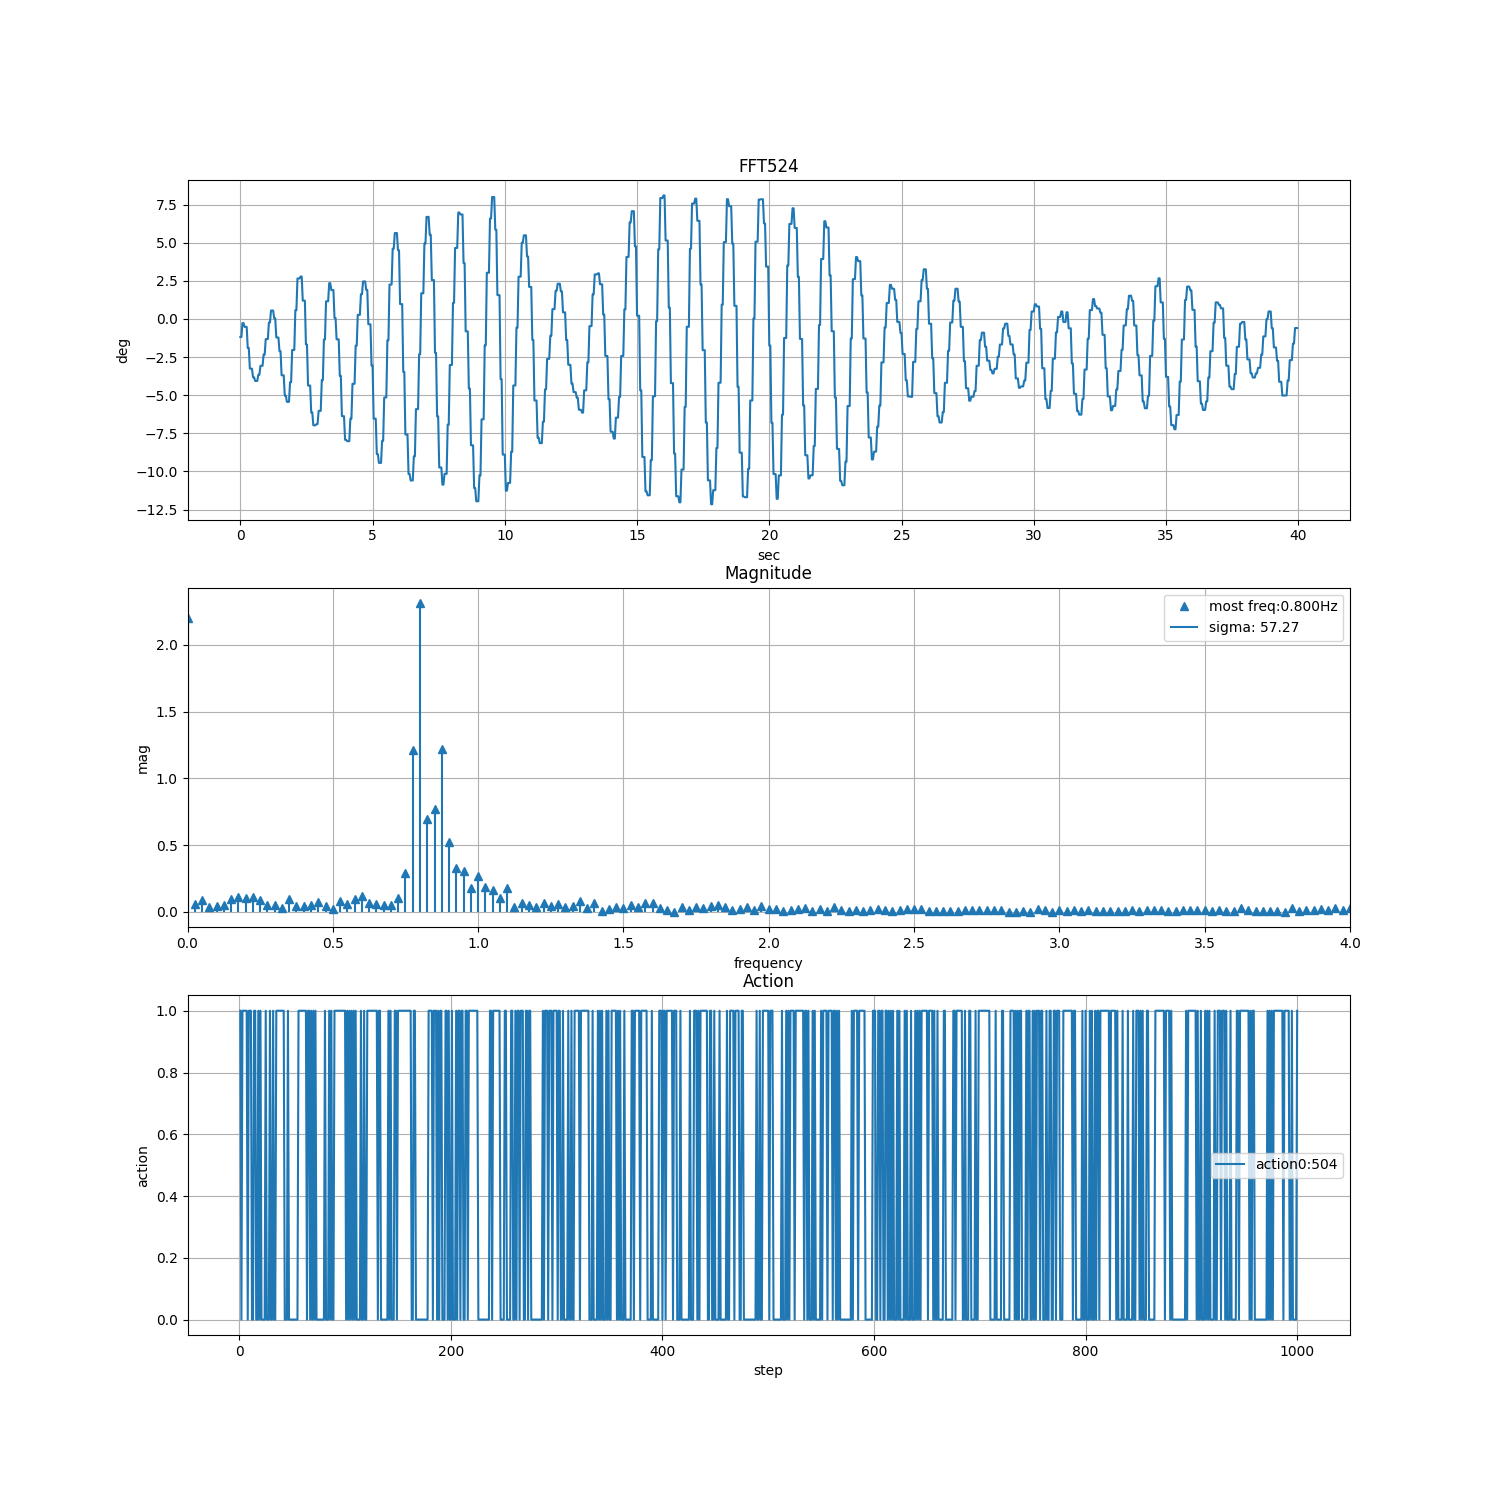 FFT524
7.5
5.0
2.5
0.0
−2.5
−5.0
−7.5
−10.0
−12.5
deg
0 5 10 15 20 25 30 35 40
sec
Magnitude
most freq:0.800Hz
sigma: 57.27
2.0
1.5
1.0
0.5
0.0
mag
0.0 0.5 1.0 1.5 2.0 2.5 3.0 3.5 4.0
frequency
Action
1.0
0.8
0.6
0.4
0.2
0.0
action
action0:504
0 200 400 600 800 1000
step